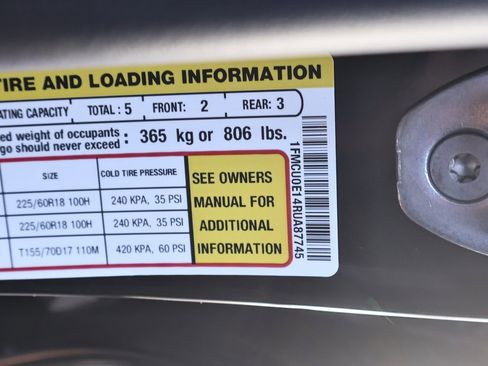 TIRE AND LOADING INFORMATION
ATING CAPACITY TOTAL : 5 FRONT: 2 REAR: 3
ed weight of occupants
go should never exceed : 365 kg or 806 lbs.
SIZE COLD TIRE PRESSURE
225/60R18 100H 240 KPA, 35 PSI
225/60R18 100H 240 KPA, 35 PSI
T155/70D17 110M 420 KPA, 60 PSI
SEE OWNERS
MANUAL FOR
ADDITIONAL
INFORMATION
1FMCU0E14RUA87745